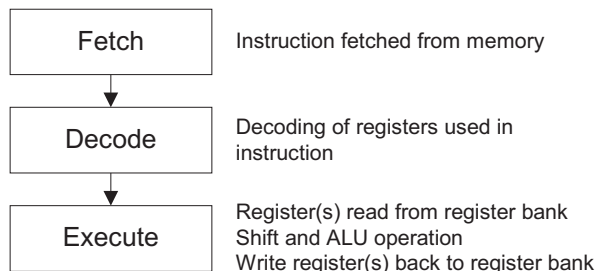 Fetch
Instruction fetched from memory
Decode
Decoding of registers used in
instruction
Execute
Register(s) read from register bank
Shift and ALU operation
Write register(s) back to register bank